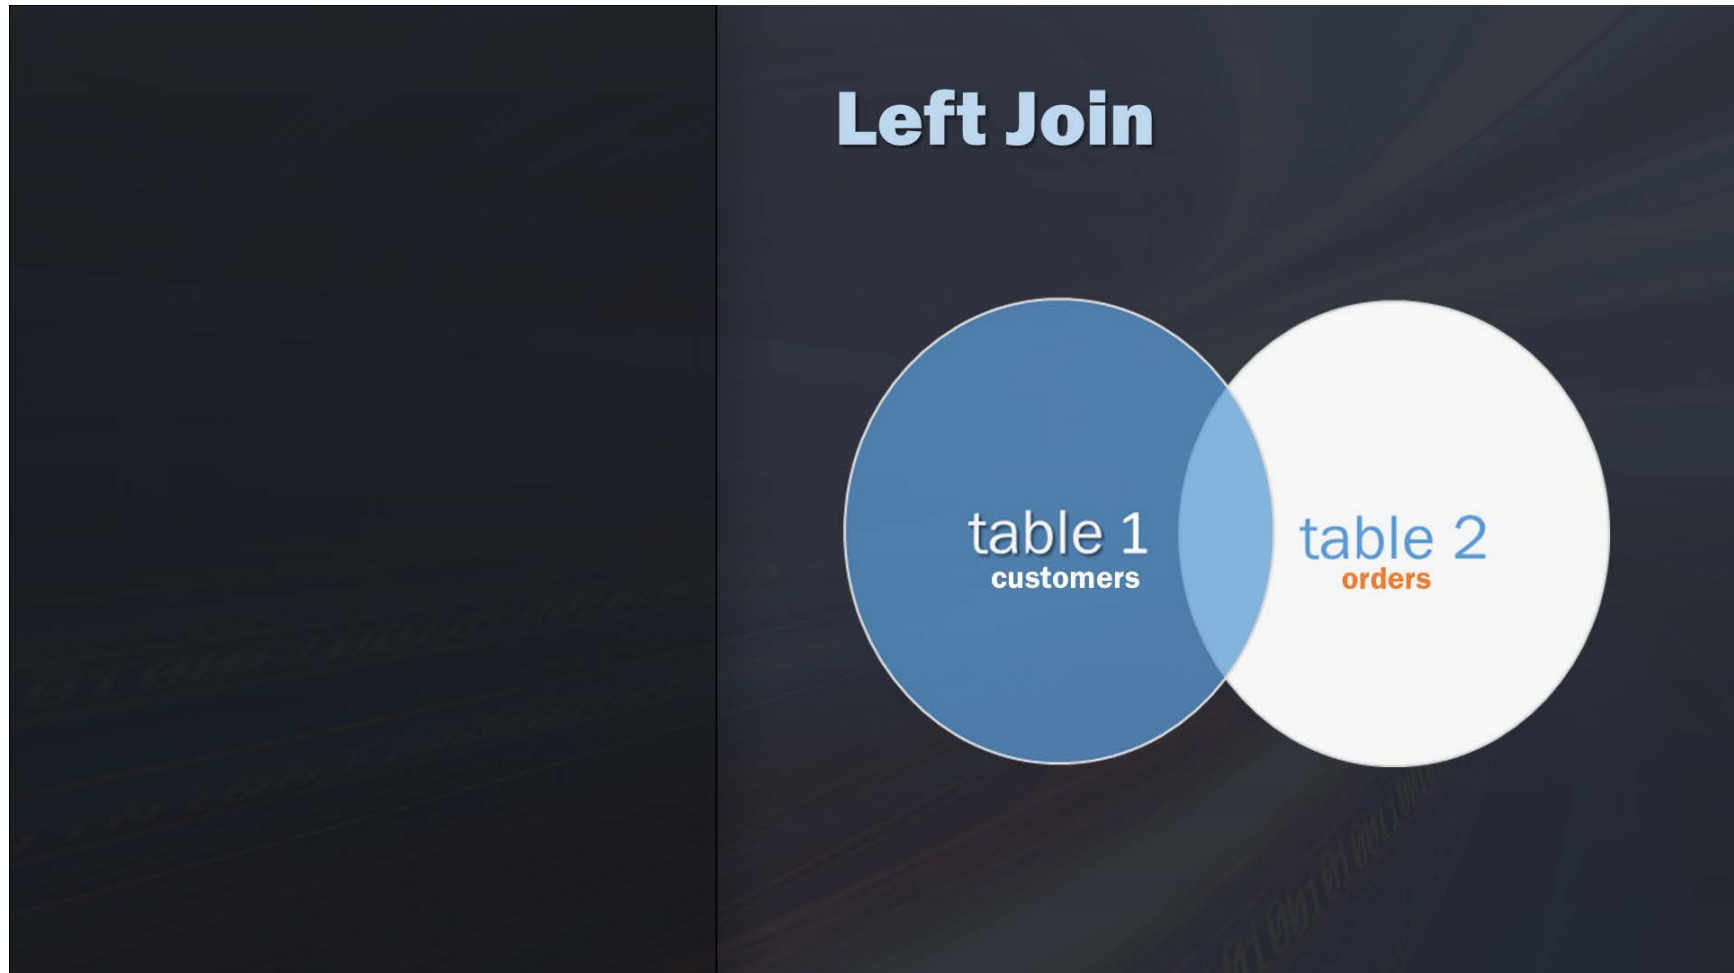 Left Join
table 1
customers
table 2
orders